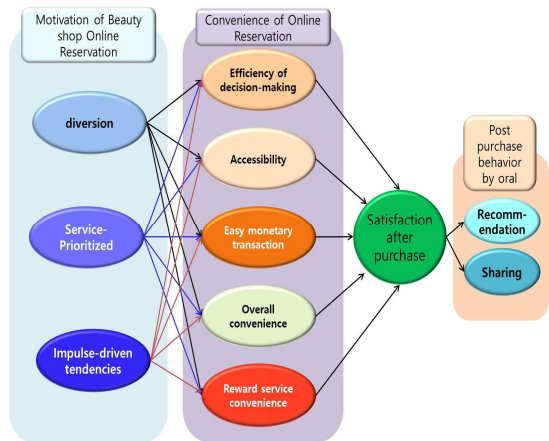 Motivation of Beauty
shop Online
Reservation
diversion
Service-
Prioritized
Impulse-driven
tendencies
Convenience of Online
Reservation
Efficiency of
decision-making
Accessibility
Easy monetary
transaction
Overall
convenience
Reward service
convenience
Satisfaction
after
purchase
Post
purchase
behavior
by oral
Recomm-
endation
Sharing